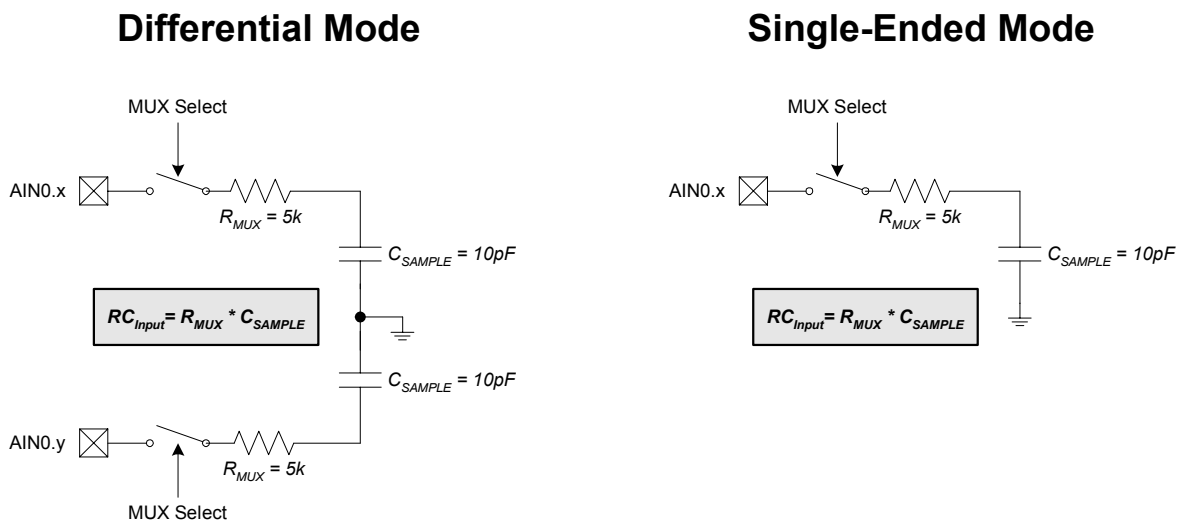 Differential Mode
MUX Select
AIN0.x
R_MUX = 5k
C_SAMPLE = 10pF
RC_Input= R_MUX * C_SAMPLE
C_SAMPLE = 10pF
AIN0.y
R_MUX = 5k
MUX Select
Single-Ended Mode
MUX Select
AIN0.x
R_MUX = 5k
C_SAMPLE = 10pF
RC_Input= R_MUX * C_SAMPLE